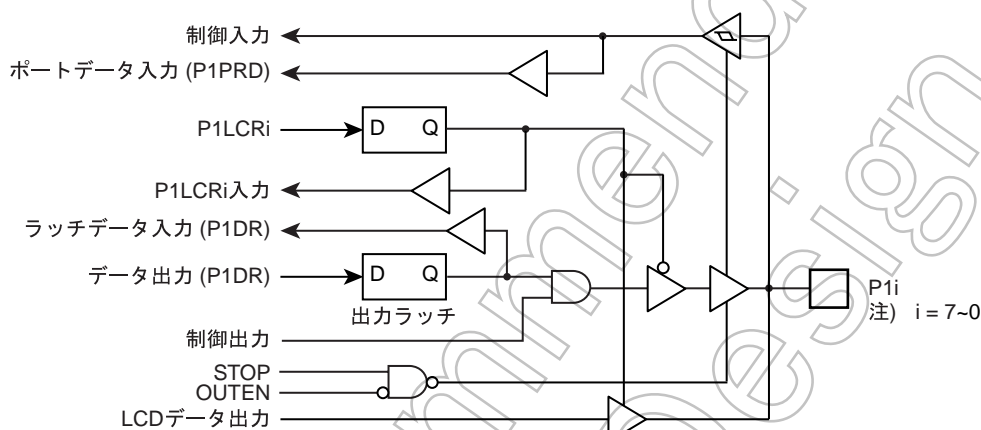 制御入力
ポートデータ入力 (P1PRD)
P1LCRi
D Q
P1LCRi入力
ラッチデータ入力 (P1DR)
データ出力 (P1DR)
D Q
出力ラッチ
P1i
注) i = 7~0
制御出力
STOP
OUTEN
LCDデータ出力